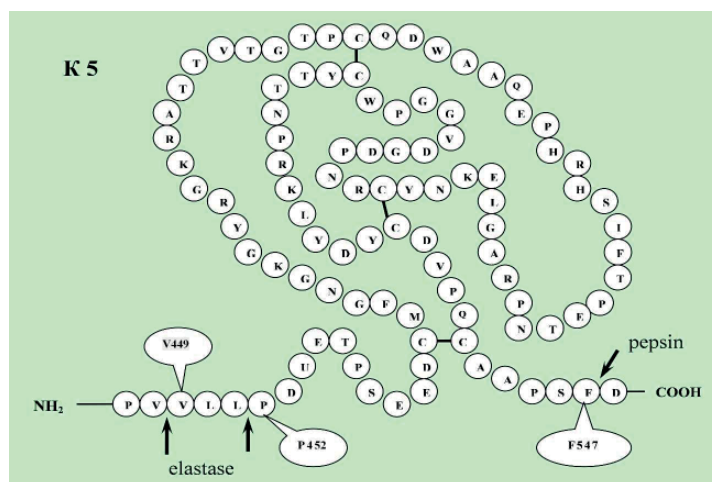 К 5
T P C Q D W A A Q E P H R H S I F T P E T N P R A G L E K N Y C R N P D G D V G G P W C Y T T N P R K L Y D Y C D V P Q C A A P S F D
G T V T T A R K G R Y G K G N G F M C D E E S P T E U D
V449
pepsin
NH₂
P V V L L P
COOH
P452
F547
elastase